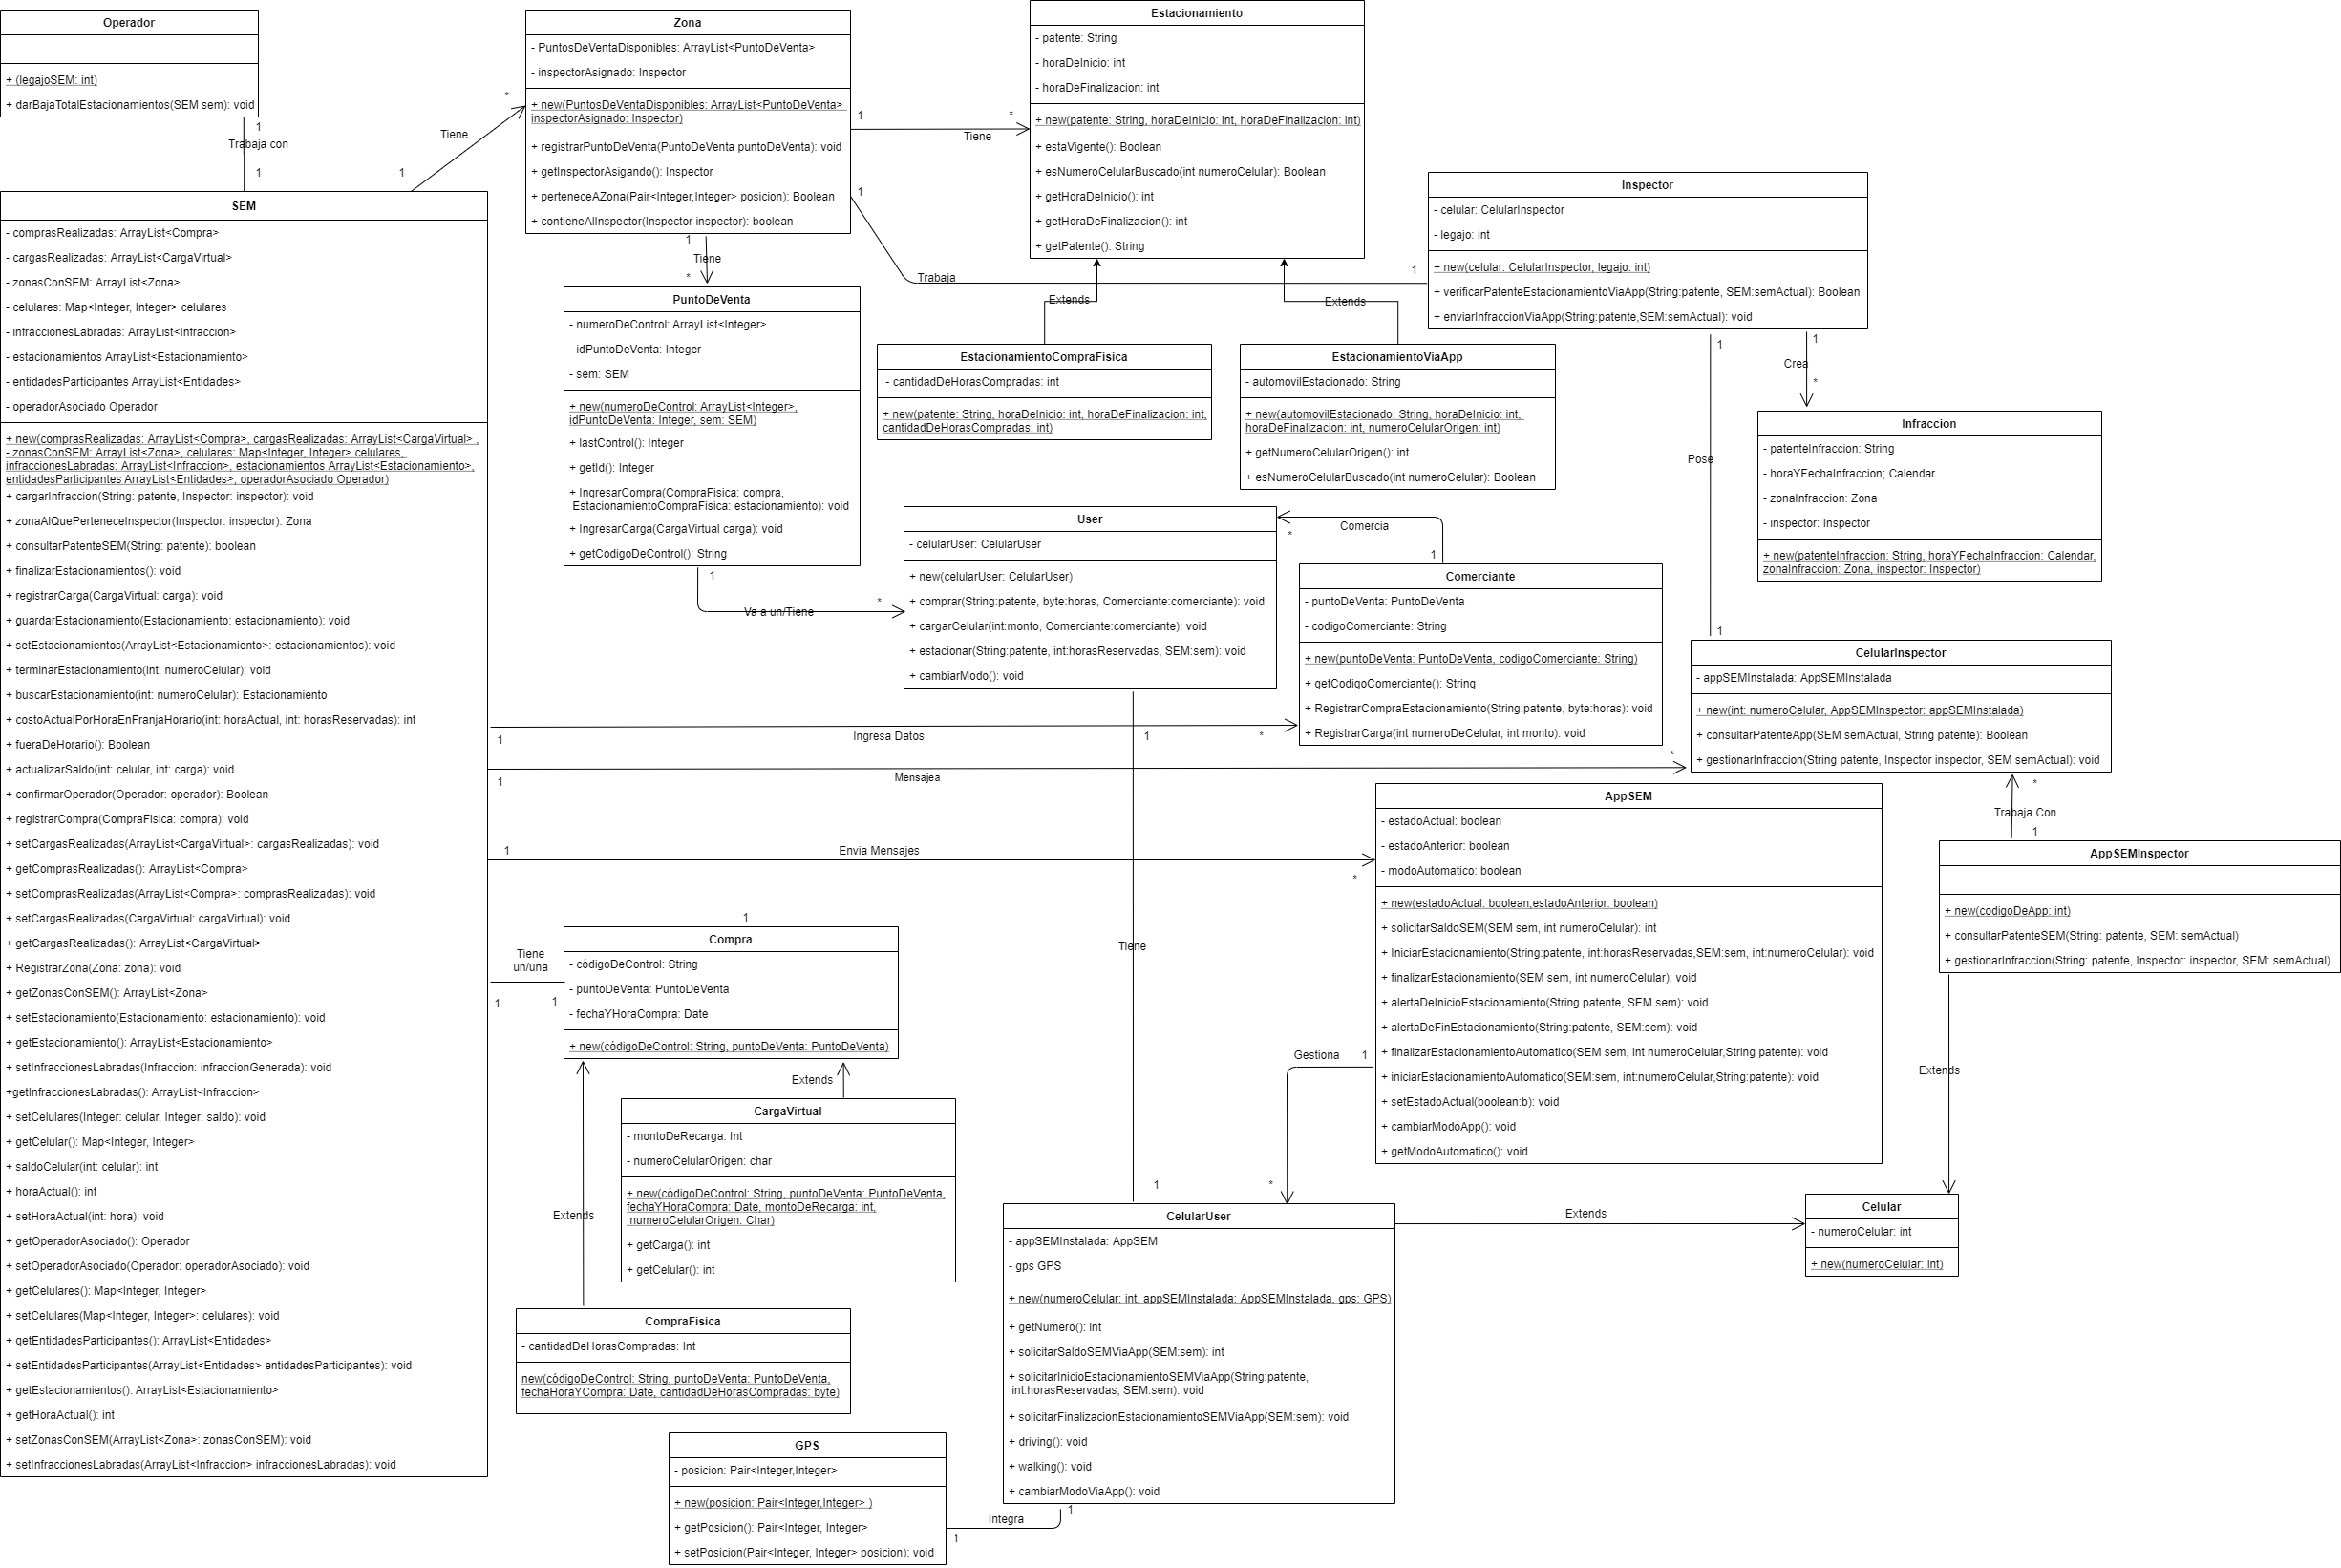 Operador
+ (legajoSEM: int)
+ darBajaTotalEstacionamientos(SEM sem): void
1
Trabaja con
1
Tiene
1
*
Zona
- PuntosDeVentaDisponibles: ArrayList<PuntoDeVenta>
- inspectorAsignado: Inspector
+ new(PuntosDeVentaDisponibles: ArrayList<PuntoDeVenta>
inspectorAsignado: Inspector)
+ registrarPuntoDeVenta(PuntoDeVenta puntoDeVenta): void
+ getInspectorAsigando(): Inspector
+ perteneceAZona(Pair<Integer,Integer> posicion): Boolean
+ contieneAlInspector(Inspector inspector): boolean
1
*
Tiene
1
Trabaja
1
1
Tiene
*
Estacionamiento
- patente: String
- horaDeInicio: int
- horaDeFinalizacion: int
+ new(patente: String, horaDeInicio: int, horaDeFinalizacion: int)
+ estaVigente(): Boolean
+ esNumeroCelularBuscado(int numeroCelular): Boolean
+ getHoraDeInicio(): int
+ getHoraDeFinalizacion(): int
+ getPatente(): String
Extends
Extends
Inspector
- celular: CelularInspector
- legajo: int
+ new(celular: CelularInspector, legajo: int)
+ verificarPatenteEstacionamientoViaApp(String:patente, SEM:semActual): Boolean
+ enviarInfraccionViaApp(String:patente,SEM:semActual): void
1
Pose
1
1
Crea
*
SEM
- comprasRealizadas: ArrayList<Compra>
- cargasRealizadas: ArrayList<CargaVirtual>
- zonasConSEM: ArrayList<Zona>
- celulares: Map<Integer, Integer> celulares
- infraccionesLabradas: ArrayList<Infraccion>
- estacionamientos ArrayList<Estacionamiento>
- entidadesParticipantes ArrayList<Entidades>
- operadorAsociado Operador
+ new(comprasRealizadas: ArrayList<Compra>, cargasRealizadas: ArrayList<CargaVirtual> ,
- zonasConSEM: ArrayList<Zona>, celulares: Map<Integer, Integer> celulares,
infraccionesLabradas: ArrayList<Infraccion>, estacionamientos ArrayList<Estacionamiento>,
entidadesParticipantes ArrayList<Entidades>, operadorAsociado Operador)
+ cargarInfraccion(String: patente, Inspector: inspector): void
+ zonaAlQuePerteneceInspector(Inspector: inspector): Zona
+ consultarPatenteSEM(String: patente): boolean
+ finalizarEstacionamientos(): void
+ registrarCarga(CargaVirtual: carga): void
+ guardarEstacionamiento(Estacionamiento: estacionamiento): void
+ setEstacionamientos(ArrayList<Estacionamiento>: estacionamientos): void
+ terminarEstacionamiento(int: numeroCelular): void
+ buscarEstacionamiento(int: numeroCelular): Estacionamiento
+ costoActualPorHoraEnFranjaHorario(int: horaActual, int: horasReservadas): int
+ fueraDeHorario(): Boolean
+ actualizarSaldo(int: celular, int: carga): void
+ confirmarOperador(Operador: operador): Boolean
+ registrarCompra(CompraFisica: compra): void
+ setCargasRealizadas(ArrayList<CargaVirtual>: cargasRealizadas): void
+ getComprasRealizadas(): ArrayList<Compra>
+ setComprasRealizadas(ArrayList<Compra>: comprasRealizadas): void
+ setCargasRealizadas(CargaVirtual: cargaVirtual): void
+ getCargasRealizadas(): ArrayList<CargaVirtual>
+ RegistrarZona(Zona: zona): void
+ getZonasConSEM(): ArrayList<Zona>
+ setEstacionamiento(Estacionamiento: estacionamiento): void
+ getEstacionamiento(): ArrayList<Estacionamiento>
+ setInfraccionesLabradas(Infraccion: infraccionGenerada): void
+getInfraccionesLabradas(): ArrayList<Infraccion>
+ setCelulares(Integer: celular, Integer: saldo): void
+ getCelular(): Map<Integer, Integer>
+ saldoCelular(int: celular): int
+ horaActual(): int
+ setHoraActual(int: hora): void
+ getOperadorAsociado(): Operador
+ setOperadorAsociado(Operador: operadorAsociado): void
+ getCelulares(): Map<Integer, Integer>
+ setCelulares(Map<Integer, Integer>: celulares): void
+ getEntidadesParticipantes(): ArrayList<Entidades>
+ setEntidadesParticipantes(ArrayList<Entidades> entidadesParticipantes): void
+ getEstacionamientos(): ArrayList<Estacionamiento>
+ getHoraActual(): int
+ setZonasConSEM(ArrayList<Zona>: zonasConSEM): void
+ setInfraccionesLabradas(ArrayList<Infraccion> infraccionesLabradas): void
PuntoDeVenta
- numeroDeControl: ArrayList<Integer>
- idPuntoDeVenta: Integer
- sem: SEM
+ new(numeroDeControl: ArrayList<Integer>,
idPuntoDeVenta: Integer, sem: SEM)
+ lastControl(): Integer
+ getId(): Integer
+ IngresarCompra(CompraFisica: compra,
EstacionamientoCompraFisica: estacionamiento): void
+ IngresarCarga(CargaVirtual carga): void
+ getCodigoDeControl(): String
1
Va a un/Tiene
*
EstacionamientoCompraFisica
- cantidadDeHorasCompradas: int
+ new(patente: String, horaDeInicio: int, horaDeFinalizacion: int,
cantidadDeHorasCompradas: int)
EstacionamientoViaApp
- automovilEstacionado: String
+ new(automovilEstacionado: String, horaDeInicio: int,
horaDeFinalizacion: int, numeroCelularOrigen: int)
+ getNumeroCelularOrigen(): int
+ esNumeroCelularBuscado(int numeroCelular): Boolean
Infraccion
- patenteInfraccion: String
- horaYFechaInfraccion; Calendar
- zonaInfraccion: Zona
- inspector: Inspector
+ new(patenteInfraccion: String, horaYFechaInfraccion: Calendar,
zonaInfraccion: Zona, inspector: Inspector)
User
- celularUser: CelularUser
+ new(celularUser: CelularUser)
+ comprar(String:patente, byte:horas, Comerciante:comerciante): void
+ cargarCelular(int:monto, Comerciante:comerciante): void
+ estacionar(String:patente, int:horasReservadas, SEM:sem): void
+ cambiarModo(): void
Comercia
*
1
Comerciante
- puntoDeVenta: PuntoDeVenta
- codigoComerciante: String
+ new(puntoDeVenta: PuntoDeVenta, codigoComerciante: String)
+ getCodigoComerciante(): String
+ RegistrarCompraEstacionamiento(String:patente, byte:horas): void
+ RegistrarCarga(int numeroDeCelular, int monto): void
CelularInspector
- appSEMInstalada: AppSEMInstalada
+ new(int: numeroCelular, AppSEMInspector: appSEMInstalada)
+ consultarPatenteApp(SEM semActual, String patente): Boolean
+ gestionarInfraccion(String patente, Inspector inspector, SEM semActual): void
1
Ingresa Datos
*
1
Mensajea
*
1
Envia Mensajes
*
1
Tiene
1
AppSEM
- estadoActual: boolean
- estadoAnterior: boolean
- modoAutomatico: boolean
+ new(estadoActual: boolean,estadoAnterior: boolean)
+ solicitarSaldoSEM(SEM sem, int numeroCelular): int
+ IniciarEstacionamiento(String:patente, int:horasReservadas,SEM:sem, int:numeroCelular): void
+ finalizarEstacionamiento(SEM sem, int numeroCelular): void
+ alertaDeInicioEstacionamiento(String patente, SEM sem): void
+ alertaDeFinEstacionamiento(String:patente, SEM:sem): void
+ finalizarEstacionamientoAutomatico(SEM sem, int numeroCelular,String patente): void
+ iniciarEstacionamientoAutomatico(SEM:sem, int:numeroCelular,String:patente): void
+ setEstadoActual(boolean:b): void
+ cambiarModoApp(): void
+ getModoAutomatico(): void
Gestiona
1
*
*
Trabaja Con
1
AppSEMInspector
+ new(codigoDeApp: int)
+ consultarPatenteSEM(String: patente, SEM: semActual)
+ gestionarInfraccion(String: patente, Inspector: inspector, SEM: semActual)
Extends
Tiene
un/una
1
1
1
Compra
- códigoDeControl: String
- puntoDeVenta: PuntoDeVenta
- fechaYHoraCompra: Date
+ new(códigoDeControl: String, puntoDeVenta: PuntoDeVenta)
Extends
Extends
CargaVirtual
- montoDeRecarga: Int
- numeroCelularOrigen: char
+ new(códigoDeControl: String, puntoDeVenta: PuntoDeVenta,
fechaYHoraCompra: Date, montoDeRecarga: int,
numeroCelularOrigen: Char)
+ getCarga(): int
+ getCelular(): int
CompraFisica
- cantidadDeHorasCompradas: Int
new(códigoDeControl: String, puntoDeVenta: PuntoDeVenta,
fechaHoraYCompra: Date, cantidadDeHorasCompradas: byte)
CelularUser
- appSEMInstalada: AppSEM
- gps GPS
+ new(numeroCelular: int, appSEMInstalada: AppSEMInstalada, gps: GPS)
+ getNumero(): int
+ solicitarSaldoSEMViaApp(SEM:sem): int
+ solicitarInicioEstacionamientoSEMViaApp(String:patente,
int:horasReservadas, SEM:sem): void
+ solicitarFinalizacionEstacionamientoSEMViaApp(SEM:sem): void
+ driving(): void
+ walking(): void
+ cambiarModoViaApp(): void
Extends
Celular
- numeroCelular: int
+ new(numeroCelular: int)
GPS
- posicion: Pair<Integer,Integer>
+ new(posicion: Pair<Integer,Integer> )
+ getPosicion(): Pair<Integer, Integer>
+ setPosicion(Pair<Integer, Integer> posicion): void
Integra
1
1